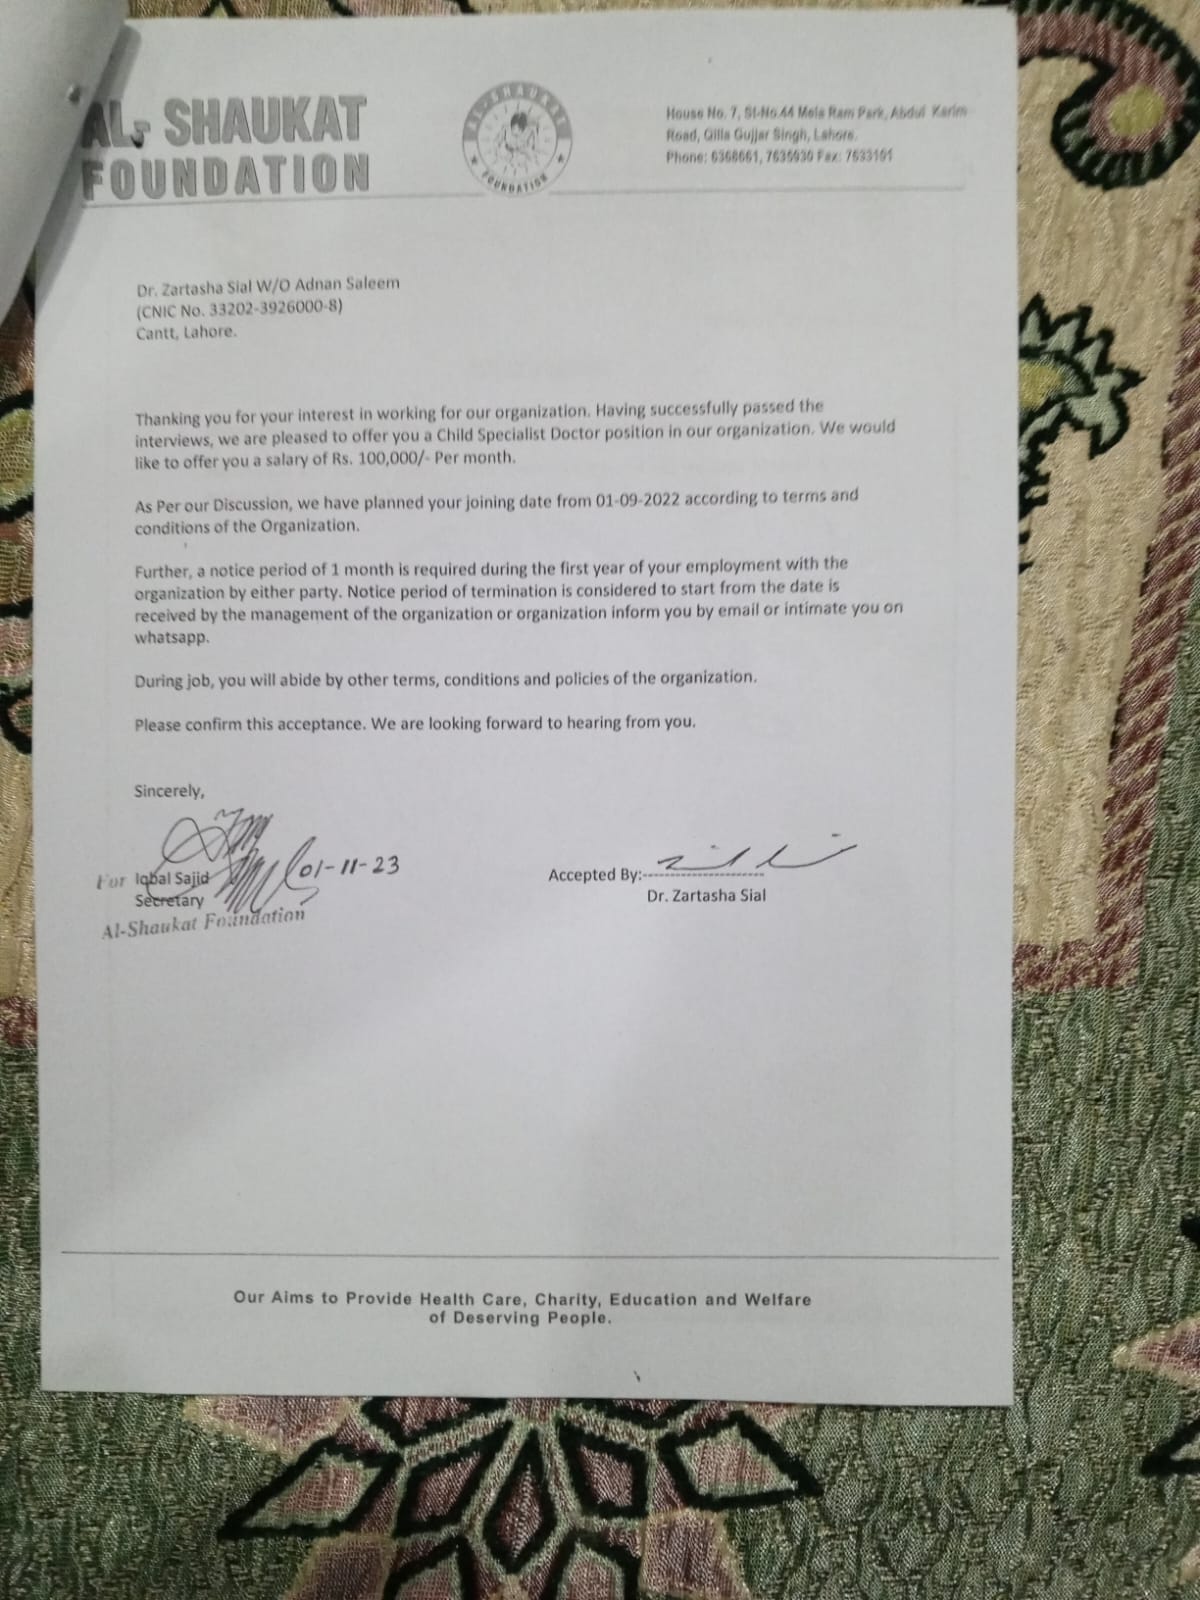 AL- SHAUKAT
FOUNDATION
AL-SHAUKAT
FOUNDATION
House No. 7, St-No.44 Mela Ram Park, Abdul Karim
Road, Qilla Gujjar Singh, Lahore.
Phone: 6368661, 7635930 Fax: 7633191
Dr. Zartasha Sial W/O Adnan Saleem
(CNIC No. 33202-3926000-8)
Cantt, Lahore.
Thanking you for your interest in working for our organization. Having successfully passed the
interviews, we are pleased to offer you a Child Specialist Doctor position in our organization. We would
like to offer you a salary of Rs. 100,000/- Per month.
As Per our Discussion, we have planned your joining date from 01-09-2022 according to terms and
conditions of the Organization.
Further, a notice period of 1 month is required during the first year of your employment with the
organization by either party. Notice period of termination is considered to start from the date is
received by the management of the organization or organization inform you by email or intimate you on
whatsapp.
During job, you will abide by other terms, conditions and policies of the organization.
Please confirm this acceptance. We are looking forward to hearing from you.
Sincerely,
01-11-23
For Iqbal Sajid
Secretary
Al-Shaukat Foundation
Accepted By:--------------------
Dr. Zartasha Sial
Our Aims to Provide Health Care, Charity, Education and Welfare
of Deserving People.